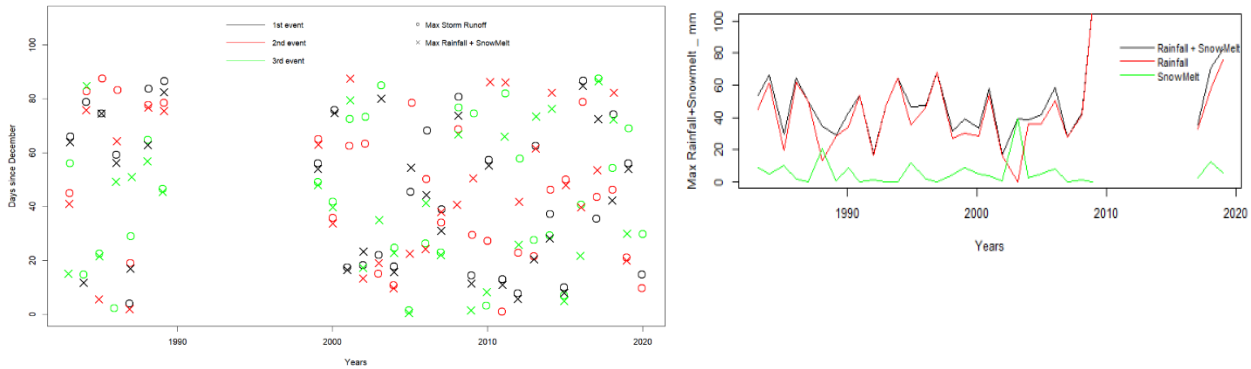 1st event
2nd event
3rd event
Max Storm Runoff
Max Rainfall + SnowMelt
Days since December
100
80
60
40
20
0
1990
2000
2010
2020
Years
Max Rainfall+Snowmelt _ mm
100
80
60
40
20
0
Rainfall + SnowMelt
Rainfall
SnowMelt
1990
2000
2010
2020
Years